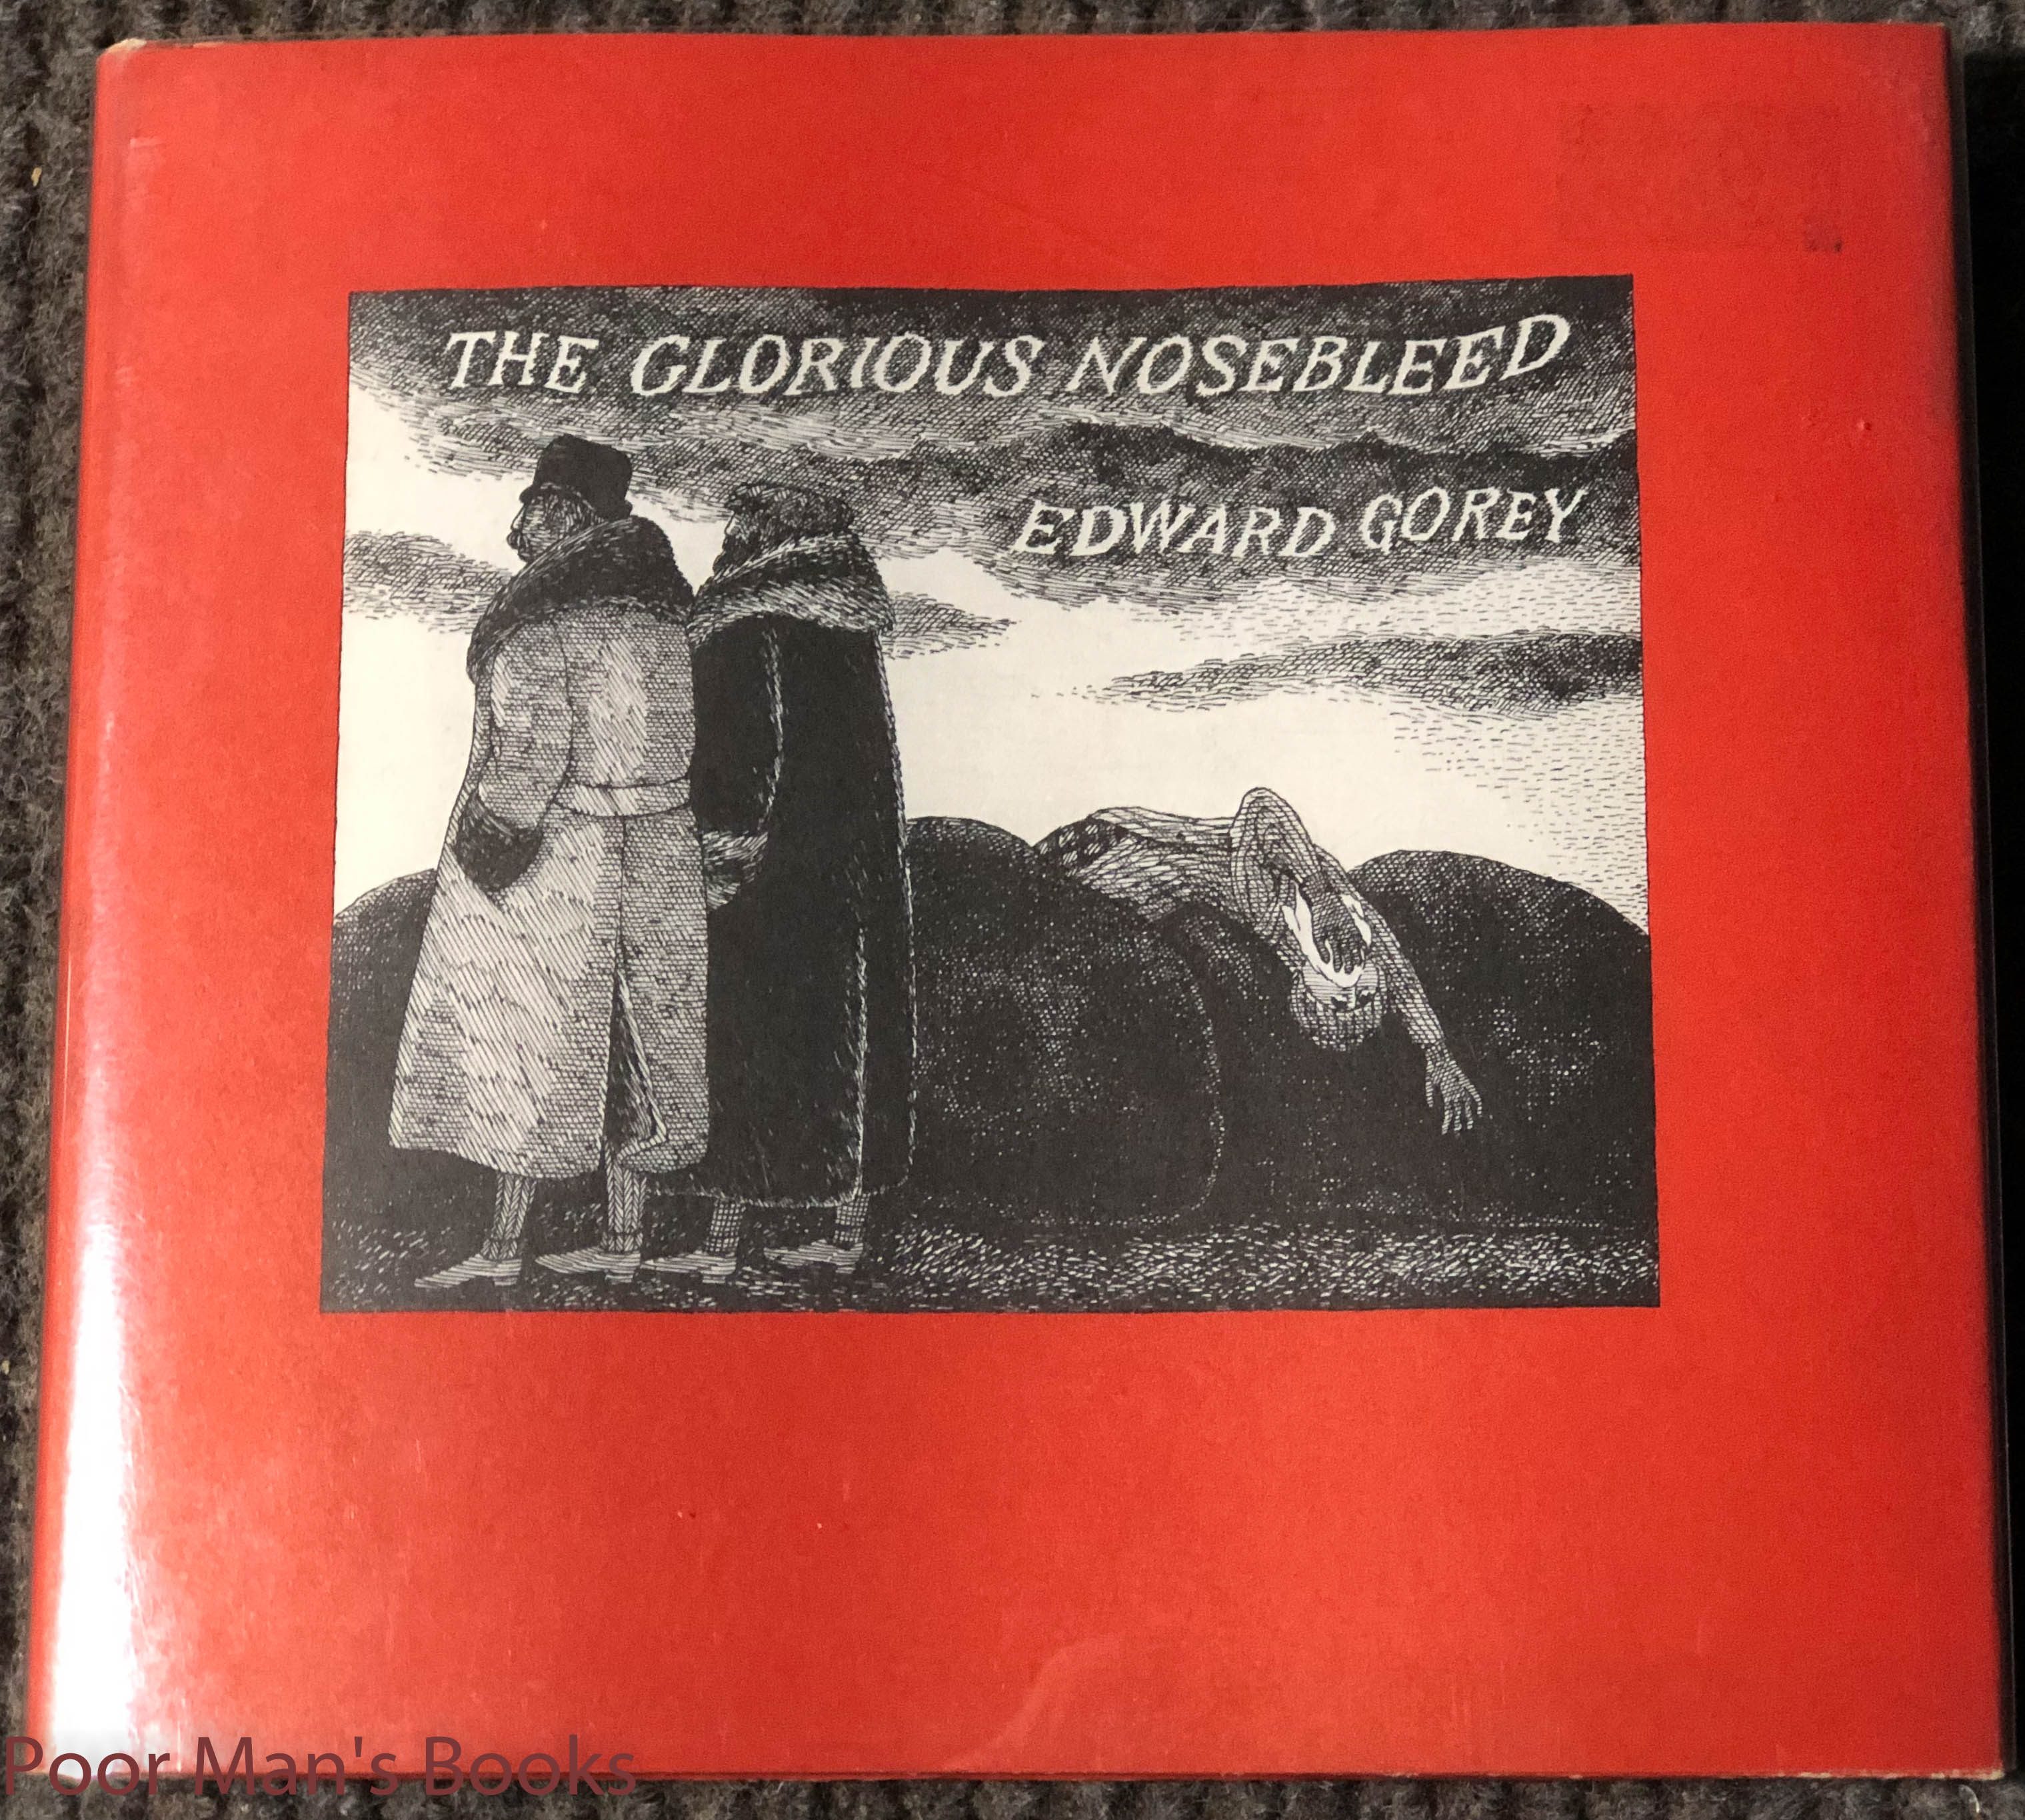 THE GLORIOUS NOSEBLEED
EDWARD GOREY
Poor Man's Books